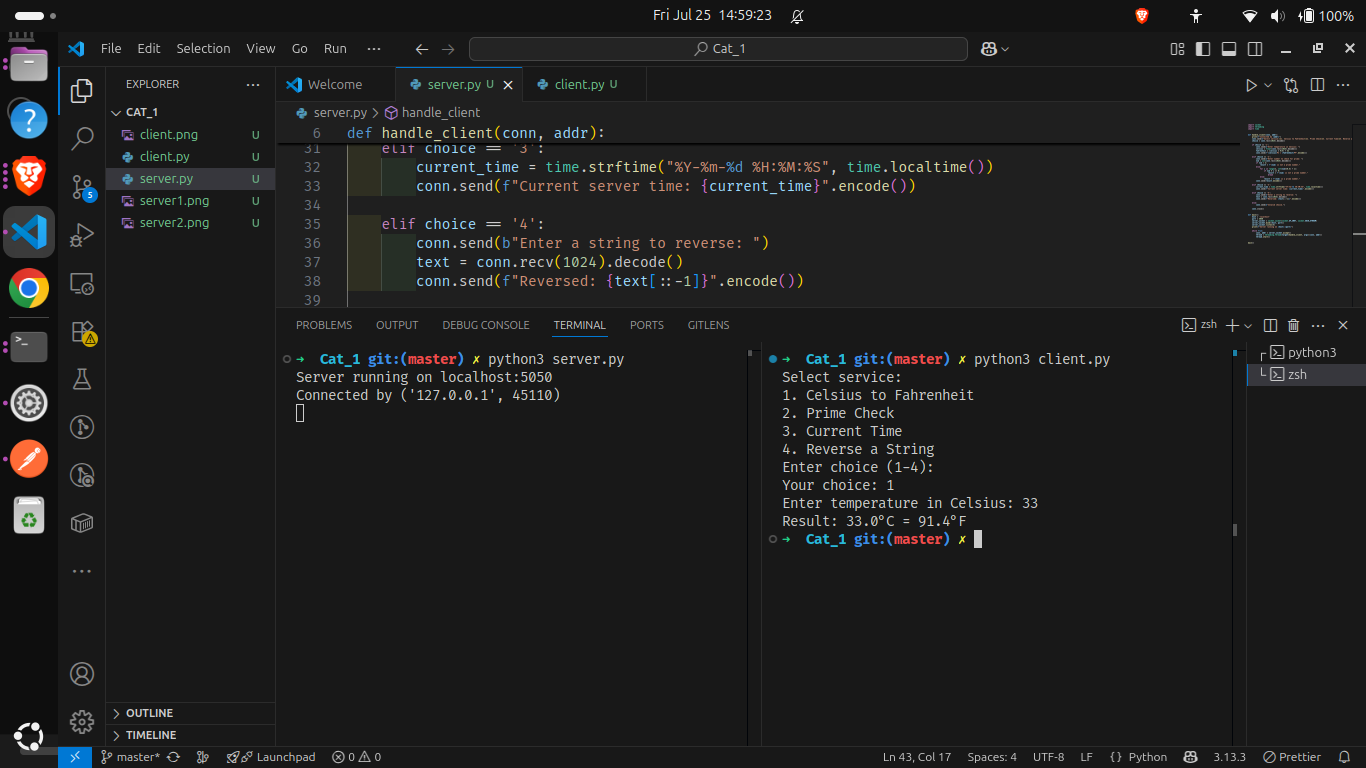 Fri Jul 25 14:59:23
100%
File Edit Selection View Go Run ···
Cat_1
EXPLORER
Welcome
server.py U
client.py U
CAT_1
server.py > handle_client
client.png U
client.py U
server.py U
server1.png U
server2.png U
6 def handle_client(conn, addr):
31 elif choice == '3':
32 current_time = time.strftime("%Y-%m-%d %H:%M:%S", time.localtime())
33 conn.send(f"Current server time: {current_time}".encode())
34
35 elif choice == '4':
36 conn.send(b"Enter a string to reverse: ")
37 text = conn.recv(1024).decode()
38 conn.send(f"Reversed: {text[::-1]}".encode())
39
5
PROBLEMS OUTPUT DEBUG CONSOLE TERMINAL PORTS GITLENS
zsh
➜ Cat_1 git:(master) ✗ python3 server.py
Server running on localhost:5050
Connected by ('127.0.0.1', 45110)
➜ Cat_1 git:(master) ✗ python3 client.py
Select service:
1. Celsius to Fahrenheit
2. Prime Check
3. Current Time
4. Reverse a String
Enter choice (1-4):
Your choice: 1
Enter temperature in Celsius: 33
Result: 33.0°C = 91.4°F
➜ Cat_1 git:(master) ✗
python3
zsh
OUTLINE
TIMELINE
master*
Launchpad
0 0
Ln 43, Col 17
Spaces: 4
UTF-8
LF
{} Python
3.13.3
Prettier